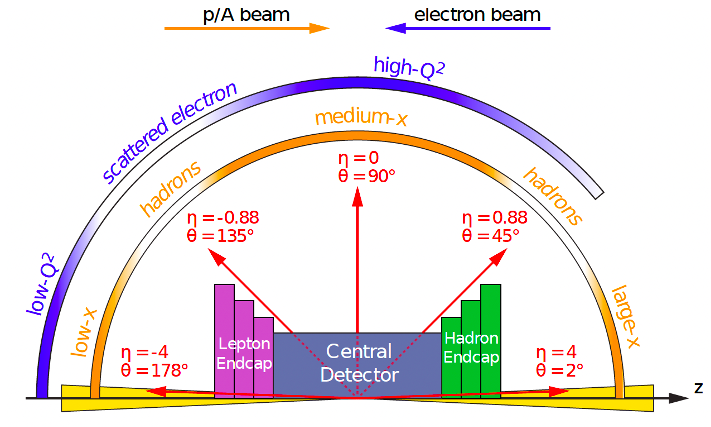 p/A beam
electron beam
high-Q²
scattered electron
medium-x
η = 0
θ = 90°
hadrons
hadrons
η = -0.88
θ = 135°
η = 0.88
θ = 45°
low-Q²
low-x
large-x
Lepton
Endcap
Central
Detector
Hadron
Endcap
η = -4
θ = 178°
η = 4
θ = 2°
z